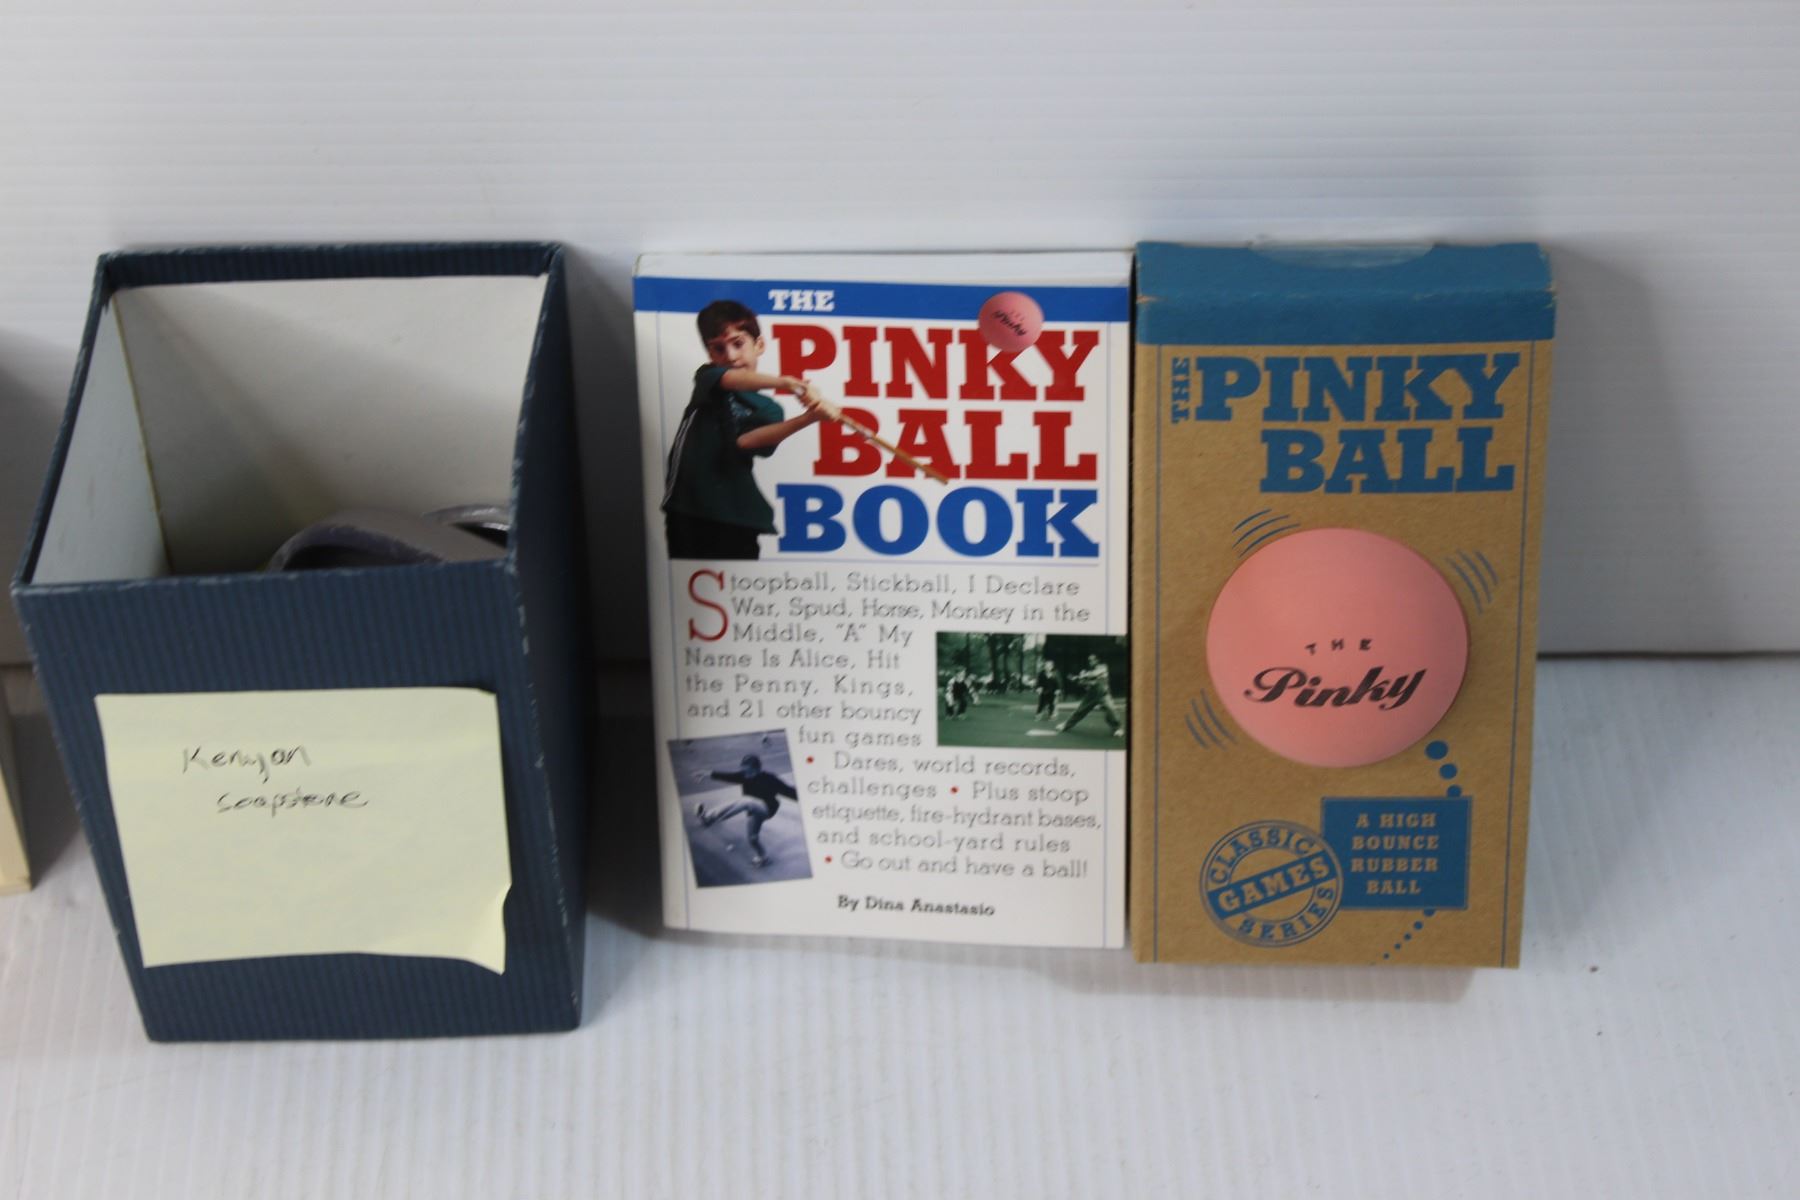 Kenyan
soapstone
THE
PINKY
BALL
BOOK
Pinky
Stoopball, Stickball, I Declare
War, Spud, Horse, Monkey in the
Middle, "A" My
Name Is Alice, Hit
the Penny, Kings,
and 21 other bouncy
fun games
• Dares, world records,
challenges • Plus stoop
etiquette, fire-hydrant bases,
and school-yard rules
• Go out and have a ball!
By Dina Anastasio
THE PINKY
BALL
THE
Pinky
A HIGH
BOUNCE
RUBBER
BALL
CLASSIC
GAMES
SERIES